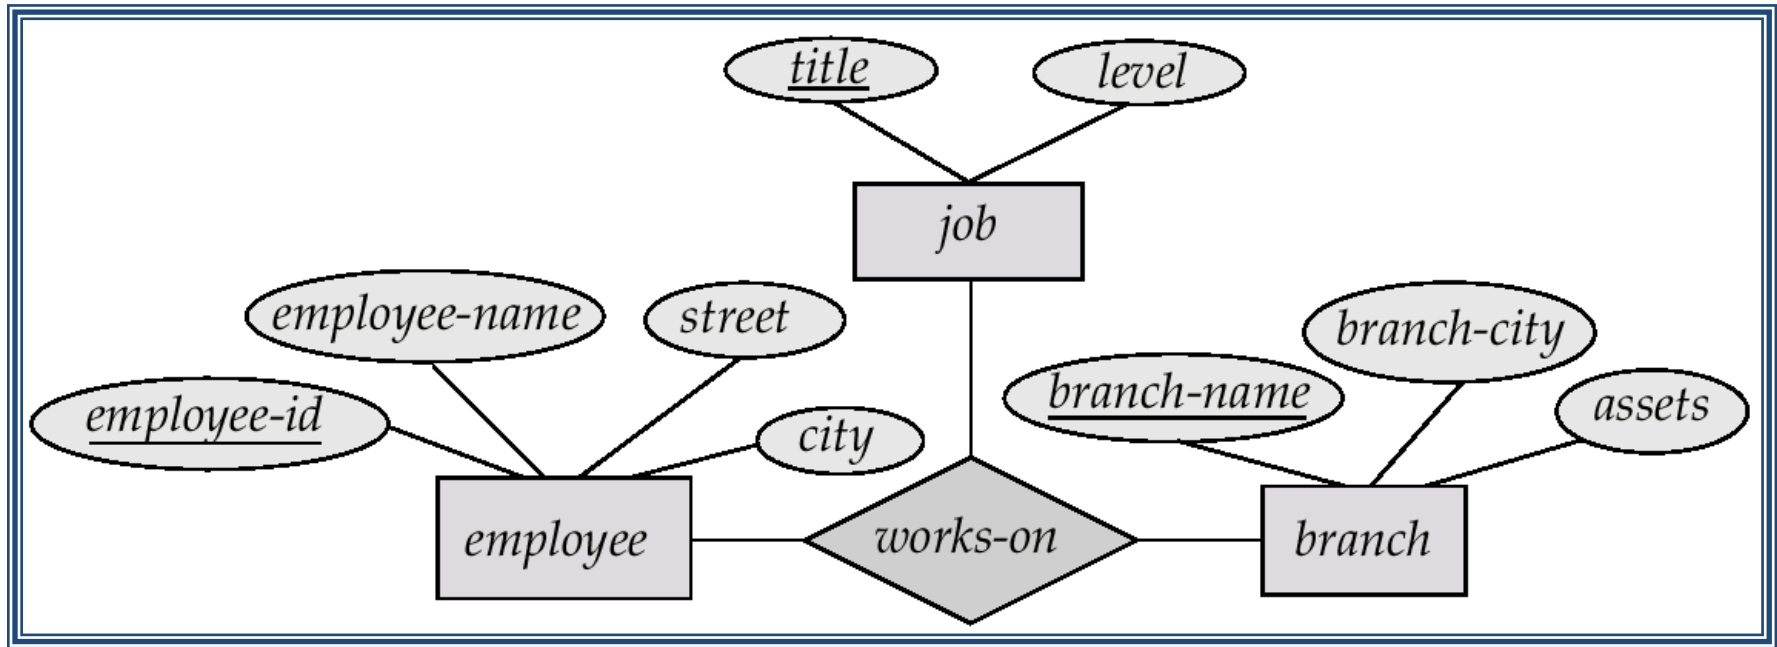 title
level
job
employee-name
street
branch-city
employee-id
city
branch-name
assets
employee
works-on
branch